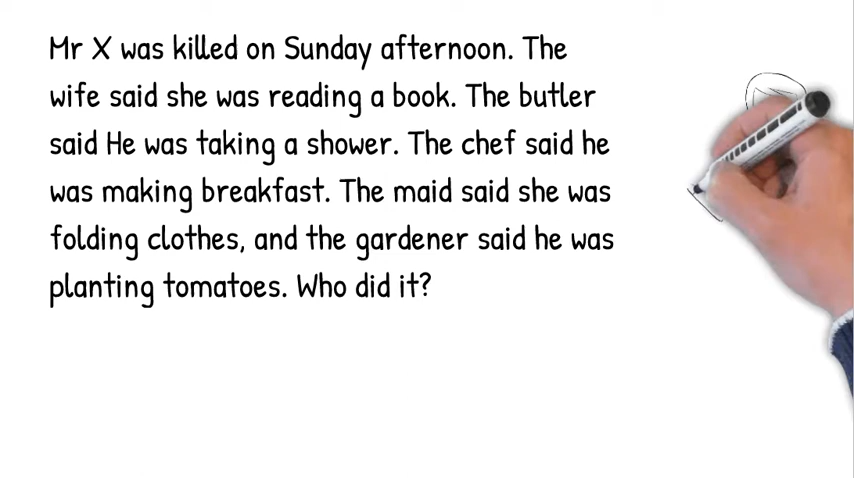 Mr X was killed on Sunday afternoon. The
wife said she was reading a book. The butler
said He was taking a shower. The chef said he
was making breakfast. The maid said she was
folding clothes, and the gardener said he was
planting tomatoes. Who did it?